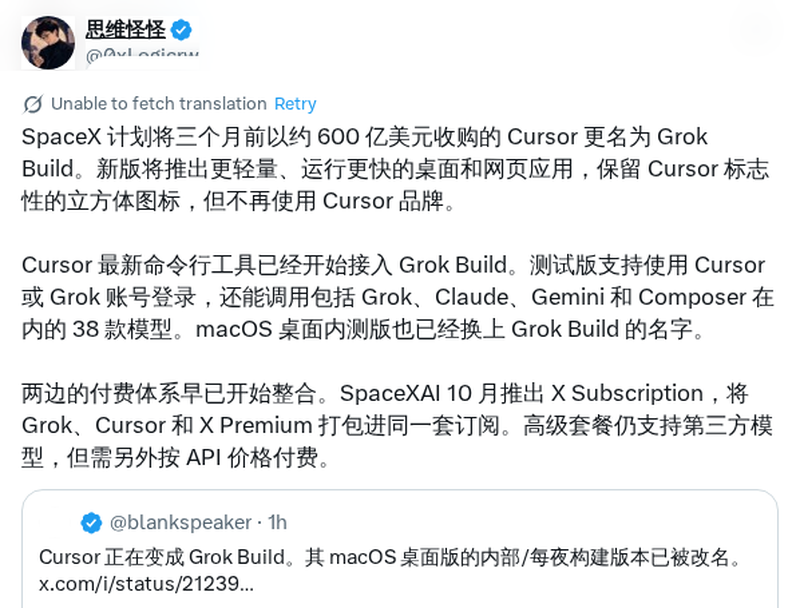 思维怪怪
Unable to fetch translation Retry
SpaceX 计划将三个月前以约 600 亿美元收购的 Cursor 更名为 Grok
Build。新版将推出更轻量、运行更快的桌面和网页应用，保留 Cursor 标志
性的立方体图标，但不再使用 Cursor 品牌。
Cursor 最新命令行工具已经开始接入 Grok Build。测试版支持使用 Cursor
或 Grok 账号登录，还能调用包括 Grok、Claude、Gemini 和 Composer 在
内的 38 款模型。macOS 桌面内测版也已经换上 Grok Build 的名字。
两边的付费体系早已开始整合。SpaceXAI 10 月推出 X Subscription，将
Grok、Cursor 和 X Premium 打包进同一套订阅。高级套餐仍支持第三方模
型，但需另外按 API 价格付费。
@blankspeaker · 1h
Cursor 正在变成 Grok Build。其 macOS 桌面版的内部/每夜构建版本已被改名。
x.com/i/status/21239...